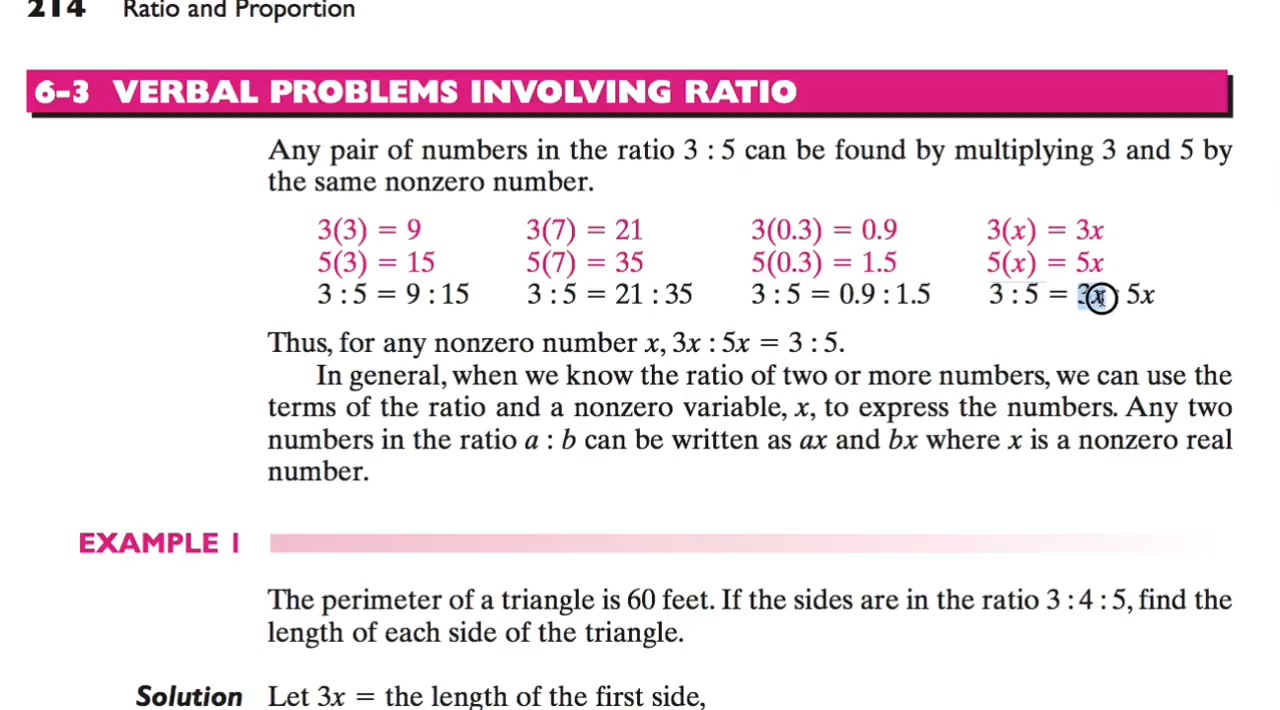 214 Ratio and Proportion
6-3 VERBAL PROBLEMS INVOLVING RATIO
Any pair of numbers in the ratio 3 : 5 can be found by multiplying 3 and 5 by
the same nonzero number.
3(3) = 9 3(7) = 21 3(0.3) = 0.9 3(x) = 3x
5(3) = 15 5(7) = 35 5(0.3) = 1.5 5(x) = 5x
3 : 5 = 9 : 15 3 : 5 = 21 : 35 3 : 5 = 0.9 : 1.5 3 : 5 = 3x : 5x
Thus, for any nonzero number x, 3x : 5x = 3 : 5.
In general, when we know the ratio of two or more numbers, we can use the
terms of the ratio and a nonzero variable, x, to express the numbers. Any two
numbers in the ratio a : b can be written as ax and bx where x is a nonzero real
number.
EXAMPLE 1
The perimeter of a triangle is 60 feet. If the sides are in the ratio 3 : 4 : 5, find the
length of each side of the triangle.
Solution Let 3x = the length of the first side,